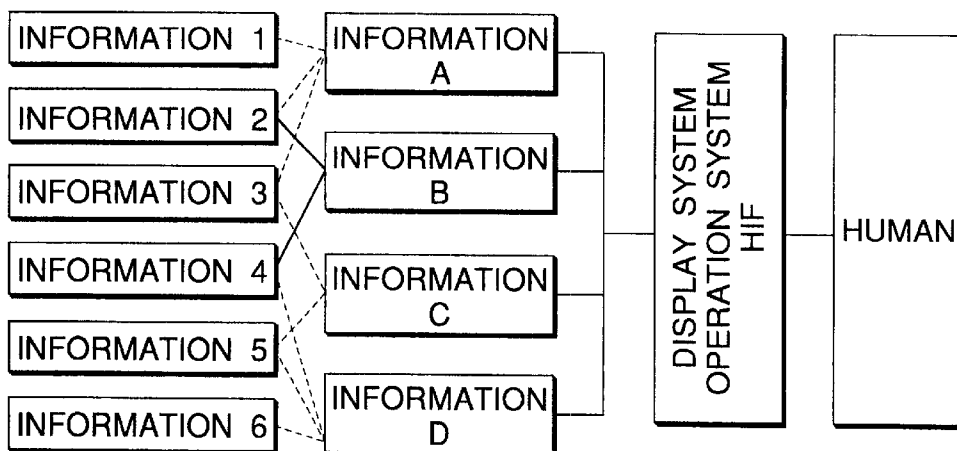 INFORMATION 1
INFORMATION 2
INFORMATION 3
INFORMATION 4
INFORMATION 5
INFORMATION 6
INFORMATION
A
INFORMATION
B
INFORMATION
C
INFORMATION
D
DISPLAY SYSTEM
OPERATION SYSTEM
HIF
HUMAN